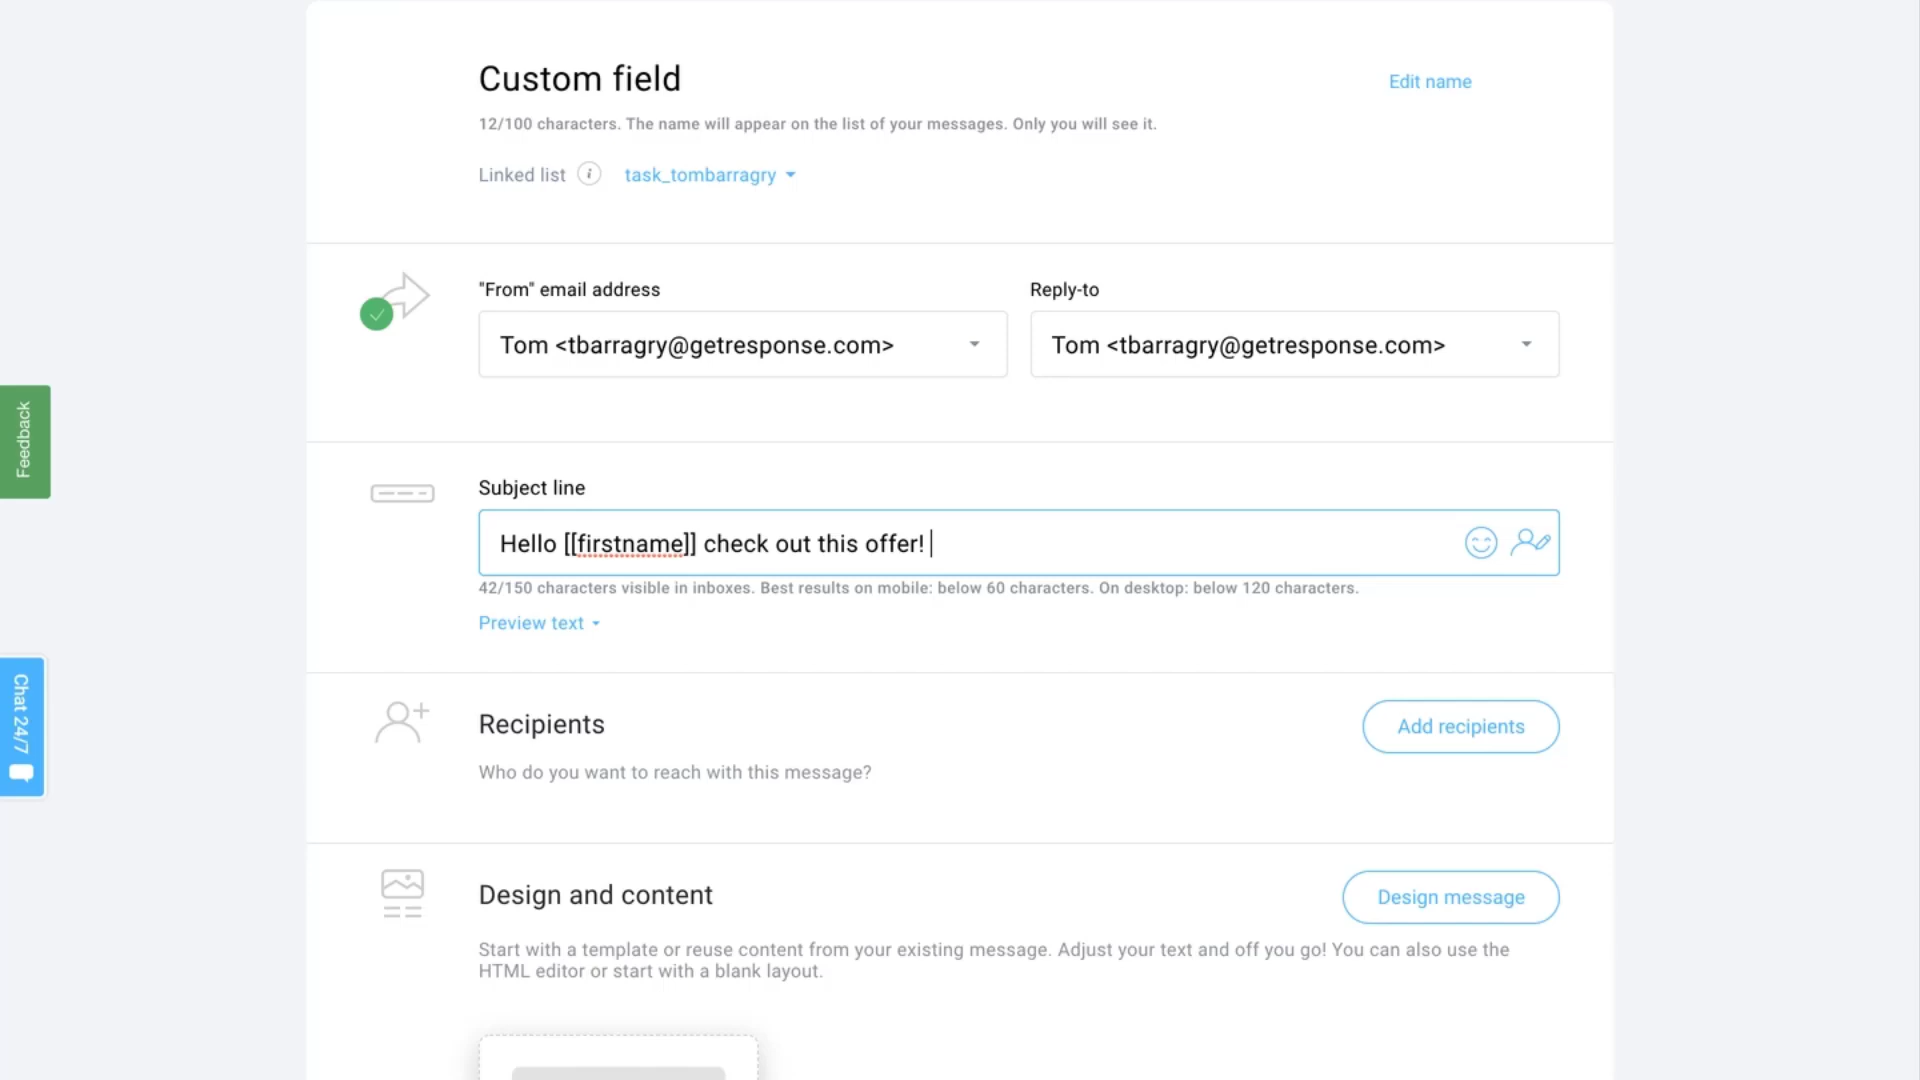 Custom field
Edit name
12/100 characters. The name will appear on the list of your messages. Only you will see it.
Linked list i task_tombarragry
"From" email address
Reply-to
Tom <tbarragry@getresponse.com>
Tom <tbarragry@getresponse.com>
Feedback
Subject line
Hello [[firstname]] check out this offer!
42/150 characters visible in inboxes. Best results on mobile: below 60 characters. On desktop: below 120 characters.
Preview text
Chat 24/7
Recipients
Add recipients
Who do you want to reach with this message?
Design and content
Design message
Start with a template or reuse content from your existing message. Adjust your text and off you go! You can also use the
HTML editor or start with a blank layout.